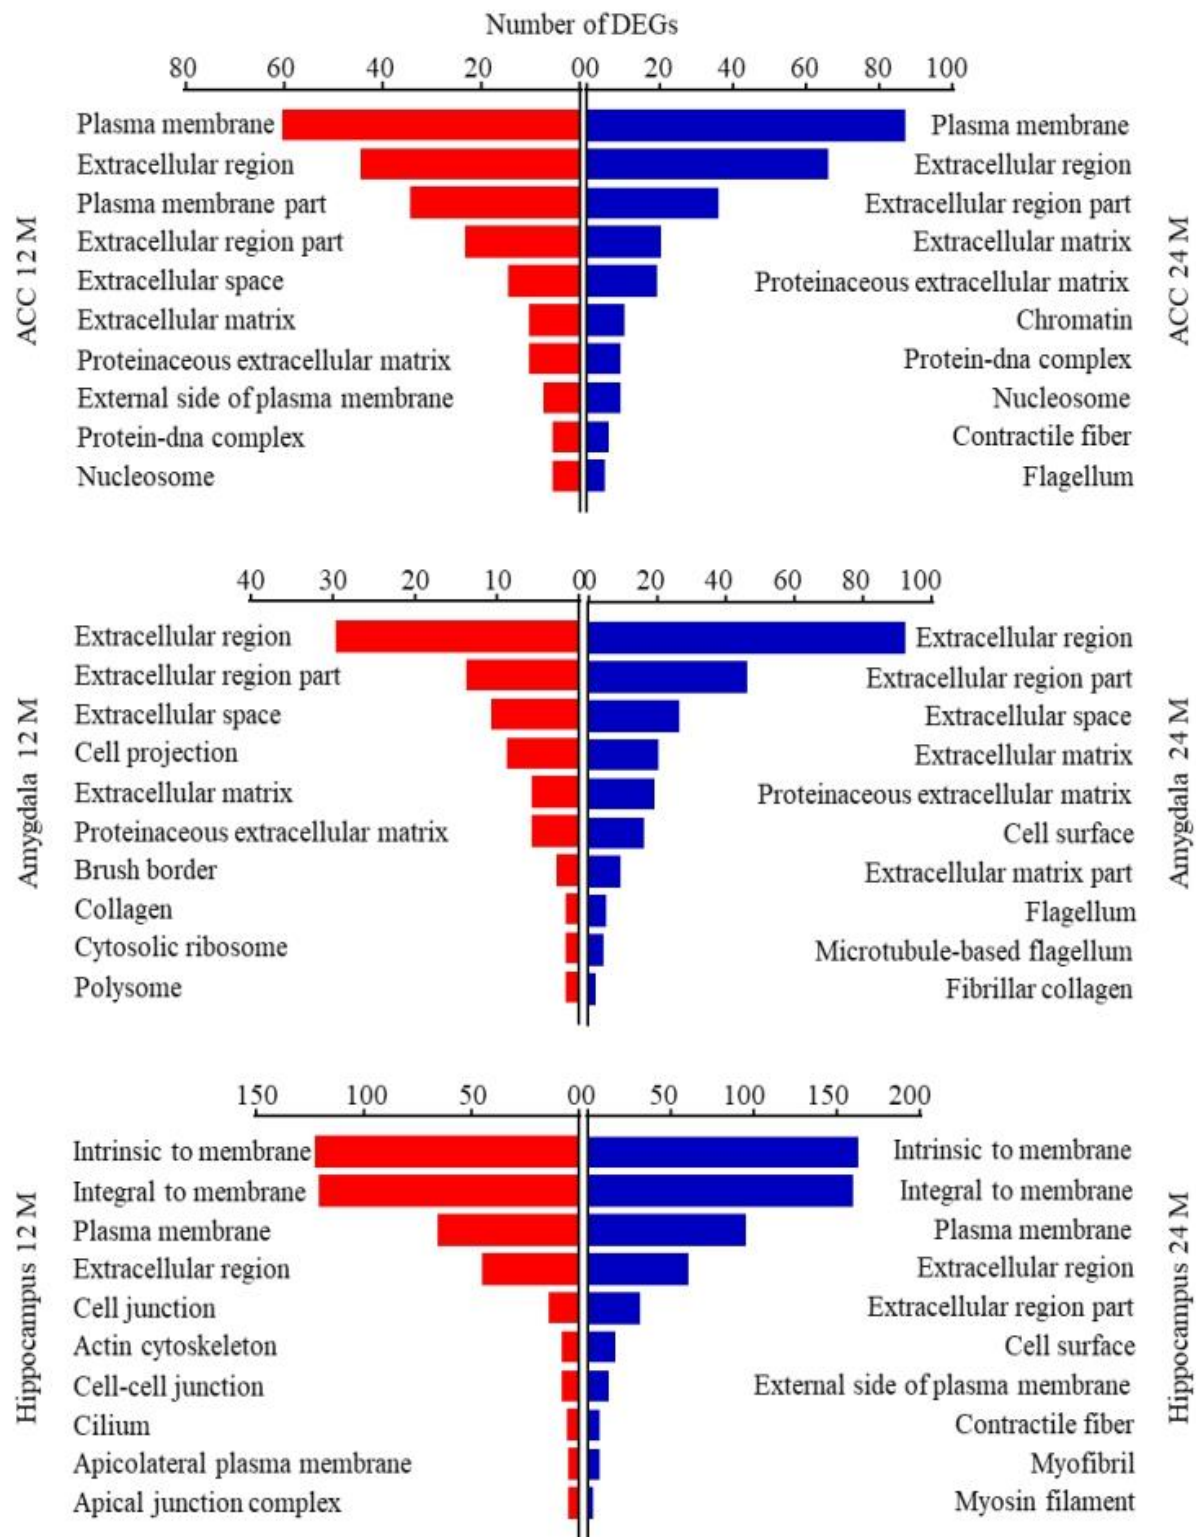 Number of DEGs
80 60 40 20 00 20 40 60 80 100
ACC 12 M
Plasma membrane
Extracellular region
Plasma membrane part
Extracellular region part
Extracellular space
Extracellular matrix
Proteinaceous extracellular matrix
External side of plasma membrane
Protein-dna complex
Nucleosome
Plasma membrane
Extracellular region
Extracellular region part
Extracellular matrix
Proteinaceous extracellular matrix
Chromatin
Protein-dna complex
Nucleosome
Contractile fiber
Flagellum
ACC 24 M
40 30 20 10 00 20 40 60 80 100
Amygdala 12 M
Extracellular region
Extracellular region part
Extracellular space
Cell projection
Extracellular matrix
Proteinaceous extracellular matrix
Brush border
Collagen
Cytosolic ribosome
Polysome
Extracellular region
Extracellular region part
Extracellular space
Extracellular matrix
Proteinaceous extracellular matrix
Cell surface
Extracellular matrix part
Flagellum
Microtubule-based flagellum
Fibrillar collagen
Amygdala 24 M
150 100 50 00 50 100 150 200
Hippocampus 12 M
Intrinsic to membrane
Integral to membrane
Plasma membrane
Extracellular region
Cell junction
Actin cytoskeleton
Cell-cell junction
Cilium
Apicolateral plasma membrane
Apical junction complex
Intrinsic to membrane
Integral to membrane
Plasma membrane
Extracellular region
Extracellular region part
Cell surface
External side of plasma membrane
Contractile fiber
Myofibril
Myosin filament
Hippocampus 24 M